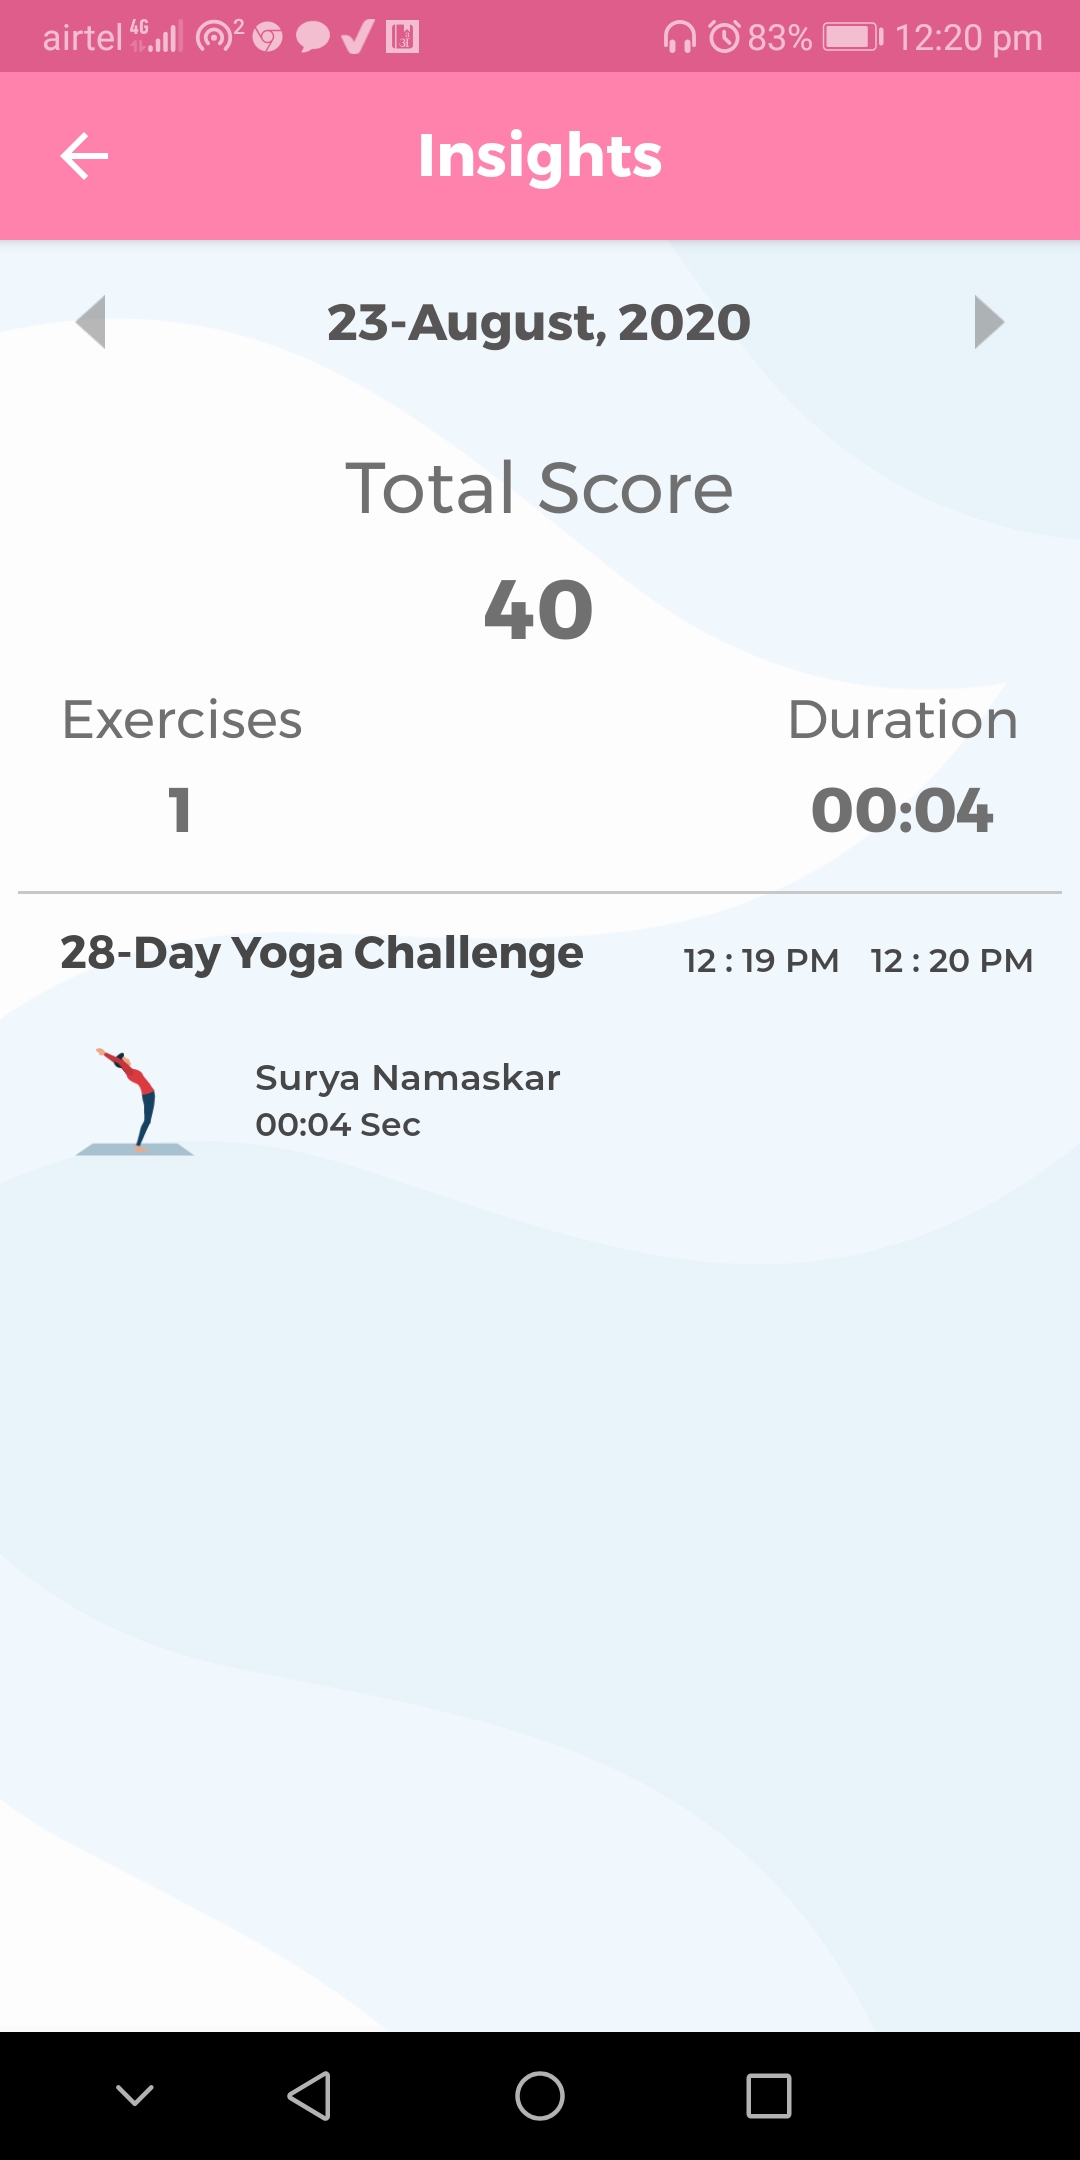 airtel 4G 2 83% 12:20 pm
Insights
23-August, 2020
Total Score
40
Exercises Duration
1 00:04
28-Day Yoga Challenge 12 : 19 PM 12 : 20 PM
Surya Namaskar
00:04 Sec